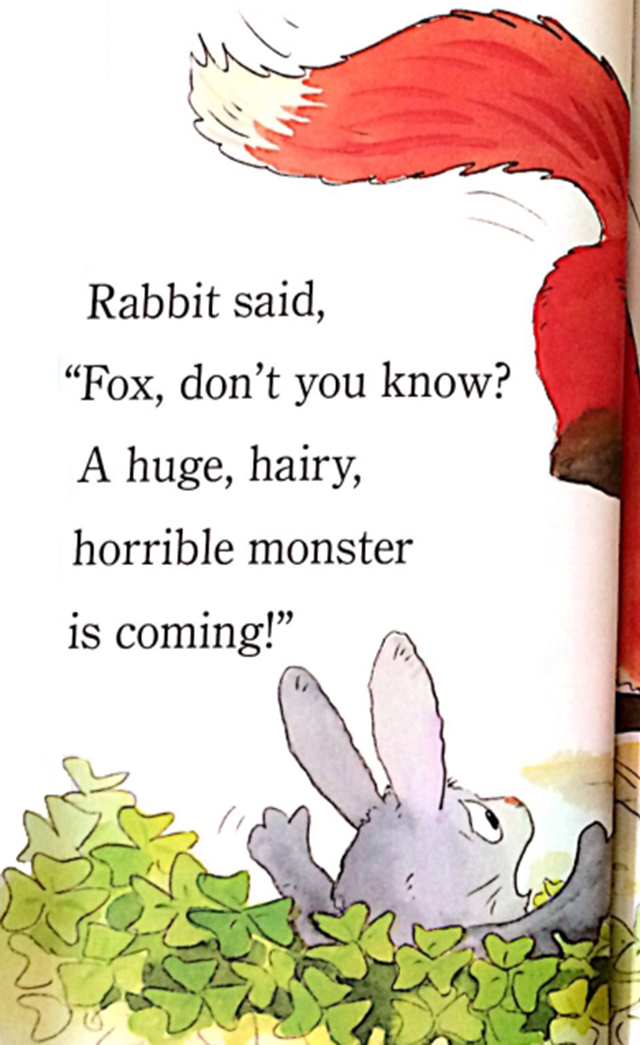 Rabbit said,
“Fox, don’t you know?
A huge, hairy,
horrible monster
is coming!”